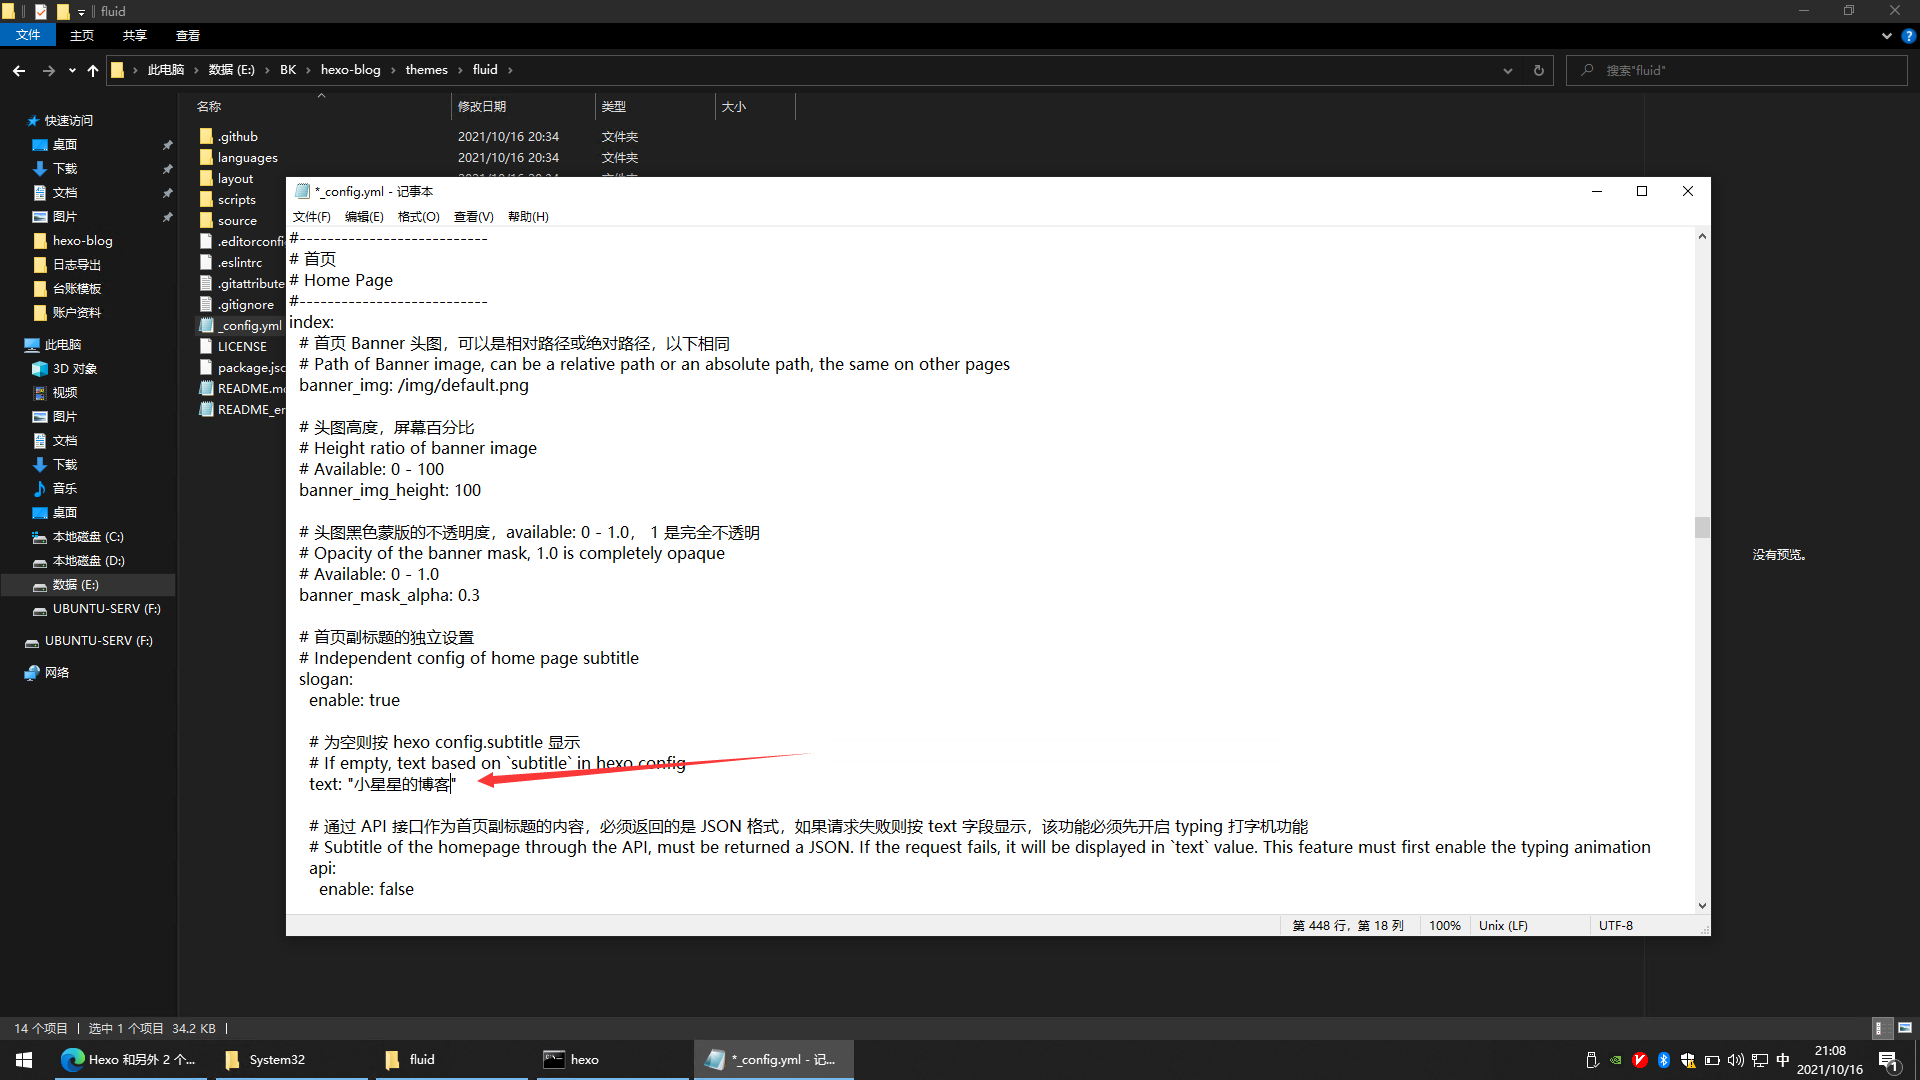 fluid
文件 主页 共享 查看
此电脑 数据 (E:) BK hexo-blog themes fluid
搜索"fluid"
名称 修改日期 类型 大小
快速访问
桌面
下载
文档
图片
hexo-blog
日志导出
台账模板
账户资料
此电脑
3D 对象
视频
图片
文档
下载
音乐
桌面
本地磁盘 (C:)
本地磁盘 (D:)
数据 (E:)
UBUNTU-SERV (F:)
UBUNTU-SERV (F:)
网络
.github 2021/10/16 20:34 文件夹
languages 2021/10/16 20:34 文件夹
layout
scripts
source
.editorconfi
.eslintrc
.gitattribute
.gitignore
_config.yml
LICENSE
package.jsc
README.mc
README_er
*_config.yml - 记事本
文件(F) 编辑(E) 格式(O) 查看(V) 帮助(H)
#---------------------------
# 首页
# Home Page
#---------------------------
index:
# 首页 Banner 头图，可以是相对路径或绝对路径，以下相同
# Path of Banner image, can be a relative path or an absolute path, the same on other pages
banner_img: /img/default.png
# 头图高度，屏幕百分比
# Height ratio of banner image
# Available: 0 - 100
banner_img_height: 100
# 头图黑色蒙版的不透明度，available: 0 - 1.0， 1 是完全不透明
# Opacity of the banner mask, 1.0 is completely opaque
# Available: 0 - 1.0
banner_mask_alpha: 0.3
# 首页副标题的独立设置
# Independent config of home page subtitle
slogan:
enable: true
# 为空则按 hexo config.subtitle 显示
# If empty, text based on `subtitle` in hexo config
text: "小星星的博客"
# 通过 API 接口作为首页副标题的内容，必须返回的是 JSON 格式，如果请求失败则按 text 字段显示，该功能必须先开启 typing 打字机功能
# Subtitle of the homepage through the API, must be returned a JSON. If the request fails, it will be displayed in `text` value. This feature must first enable the typing animation
api:
enable: false
第 448 行，第 18 列 100% Unix (LF) UTF-8
没有预览。
14 个项目 选中 1 个项目 34.2 KB
Hexo 和另外 2 个... System32 fluid hexo *_config.yml - 记...
中
21:08
2021/10/16
1